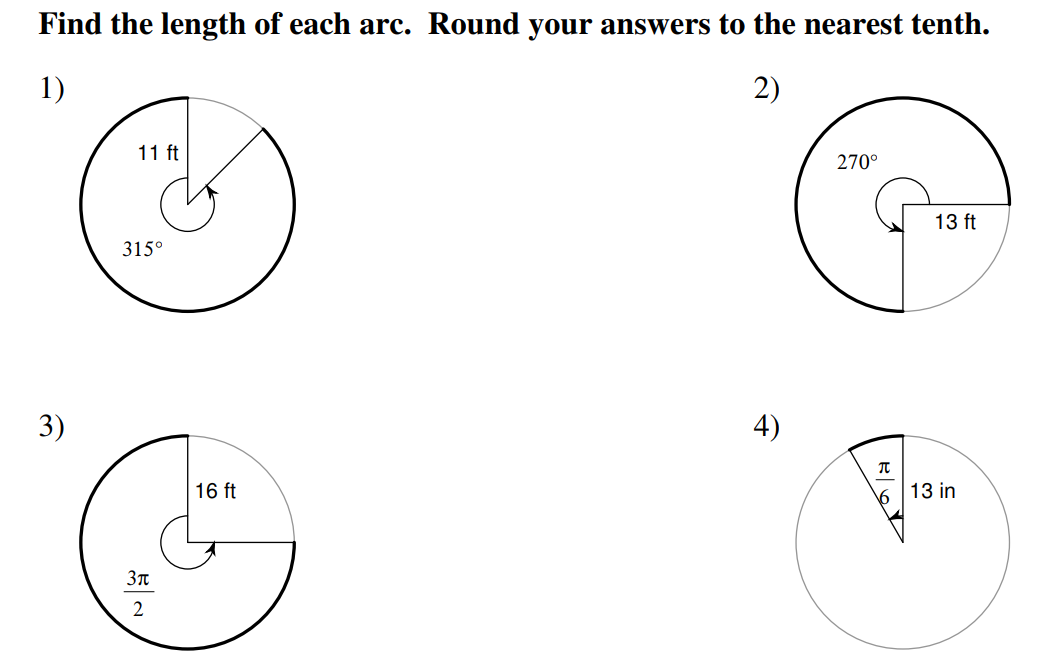 Find the length of each arc.  Round your answers to the nearest tenth.
1)
11 ft
315°
2)
270°
13 ft
3)
16 ft
3π
2
4)
π
6
13 in